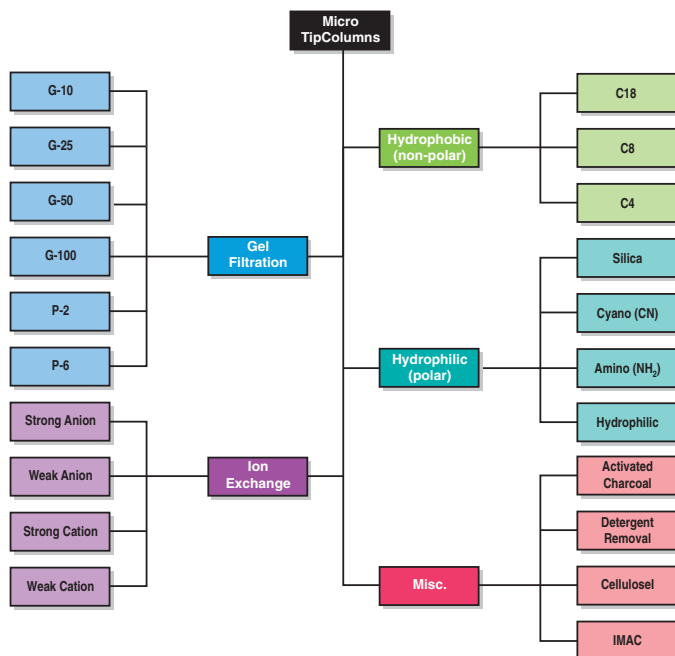 Micro
TipColumns
G-10
G-25
G-50
G-100
P-2
P-6
Gel
Filtration
Strong Anion
Weak Anion
Strong Cation
Weak Cation
Ion
Exchange
Hydrophobic
(non-polar)
C18
C8
C4
Hydrophilic
(polar)
Silica
Cyano (CN)
Amino (NH₂)
Hydrophilic
Misc.
Activated
Charcoal
Detergent
Removal
Cellulosel
IMAC